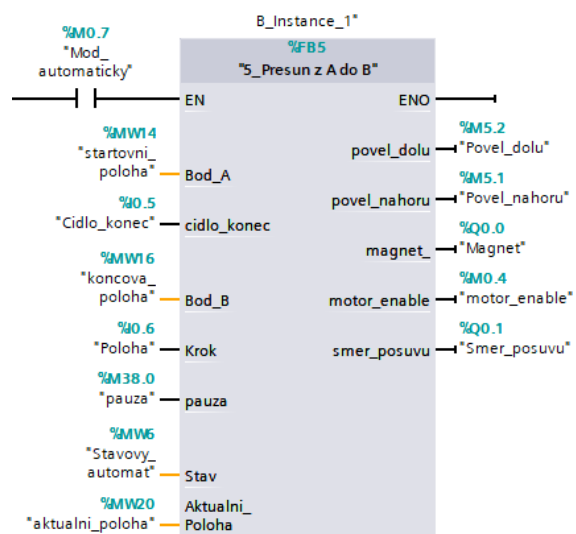 B_Instance_1"
%M0.7
"Mod_
automaticky"
%FB5
"5_Presun z A do B"
EN
ENO
%MW14
"startovni_
poloha"
Bod_A
%I0.5
"Cidlo_konec"
cidlo_konec
%MW16
"koncova_
poloha"
Bod_B
%I0.6
"Poloha"
Krok
%M38.0
"pauza"
pauza
%MW6
"Stavovy_
automat"
Stav
%MW20
"aktualni_poloha"
Aktualni_
Poloha
povel_dolu
%M5.2
"Povel_dolu"
povel_nahoru
%M5.1
"Povel_nahoru"
magnet_
%Q0.0
"Magnet"
motor_enable
%M0.4
"motor_enable"
smer_posuvu
%Q0.1
"Smer_posuvu"